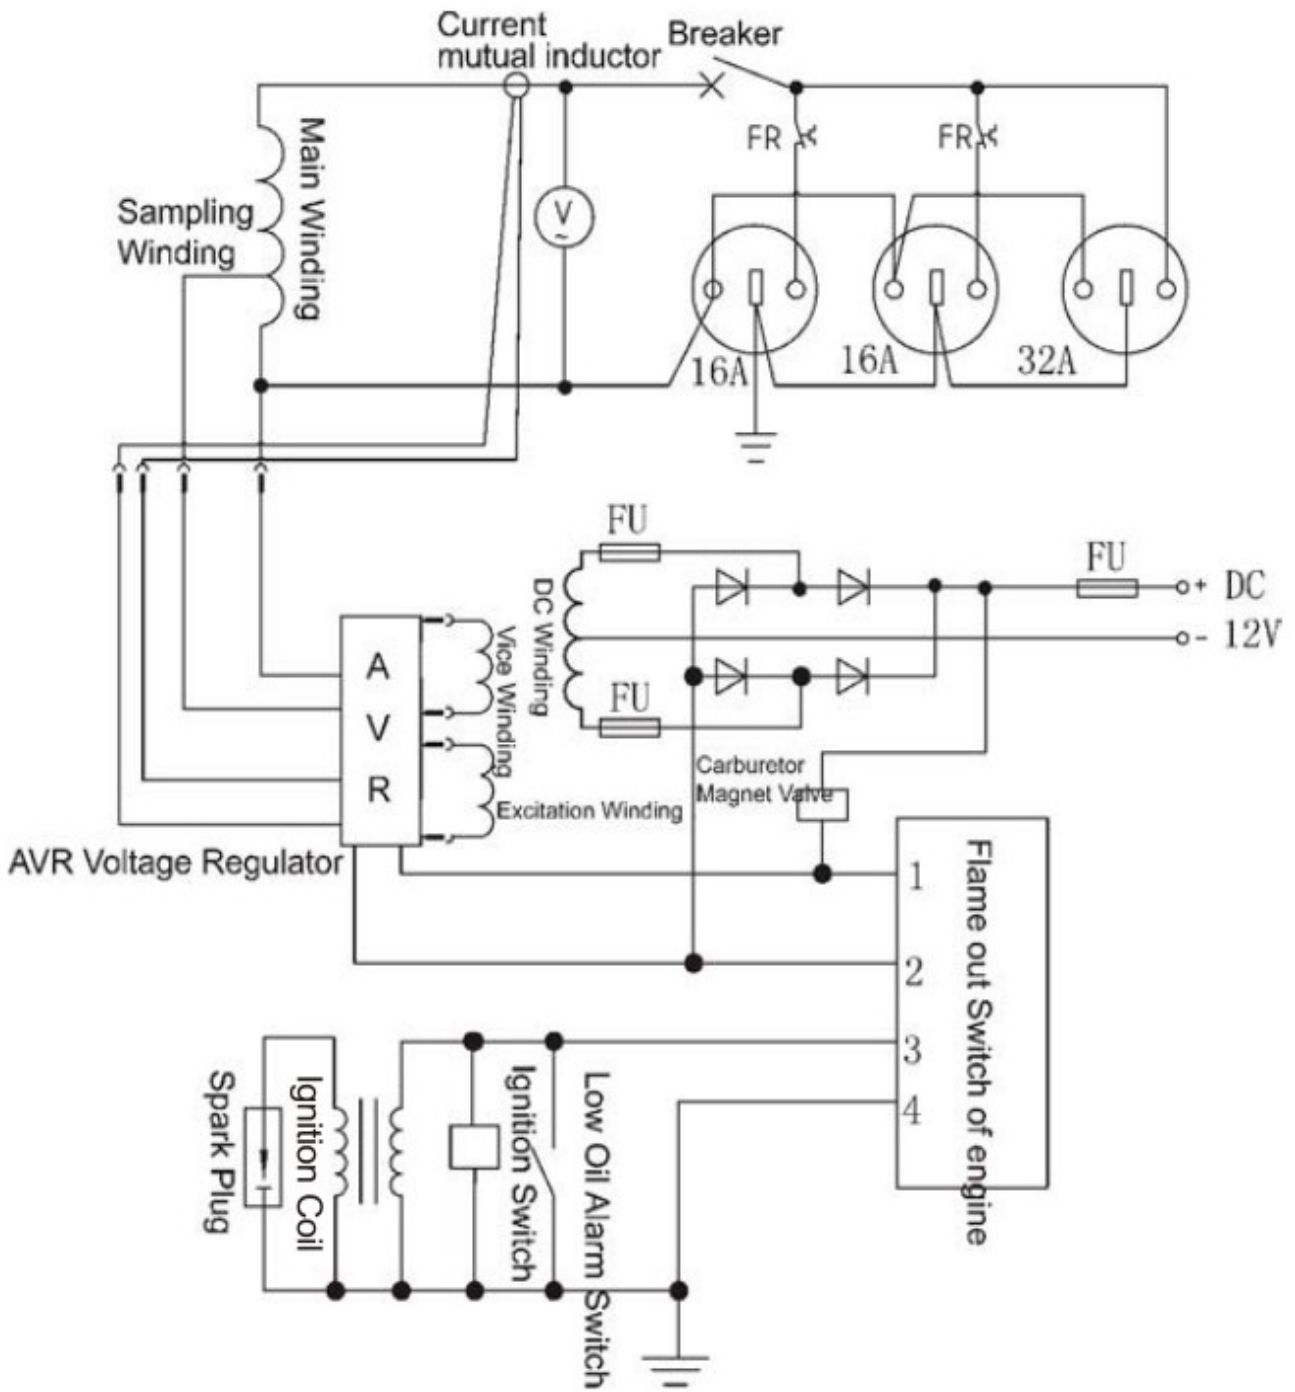 Current
mutual inductor
Breaker
Main Winding
Sampling
Winding
V
~
FR
FR
16A
16A
32A
FU
FU
DC Winding
+ DC
- 12V
Vice Winding
A
V
R
FU
Carburetor
Magnet Valve
Excitation Winding
AVR Voltage Regulator
1
2
3
4
Flame out Switch of engine
Spark Plug
Ignition Coil
Ignition Switch
Low Oil Alarm Switch